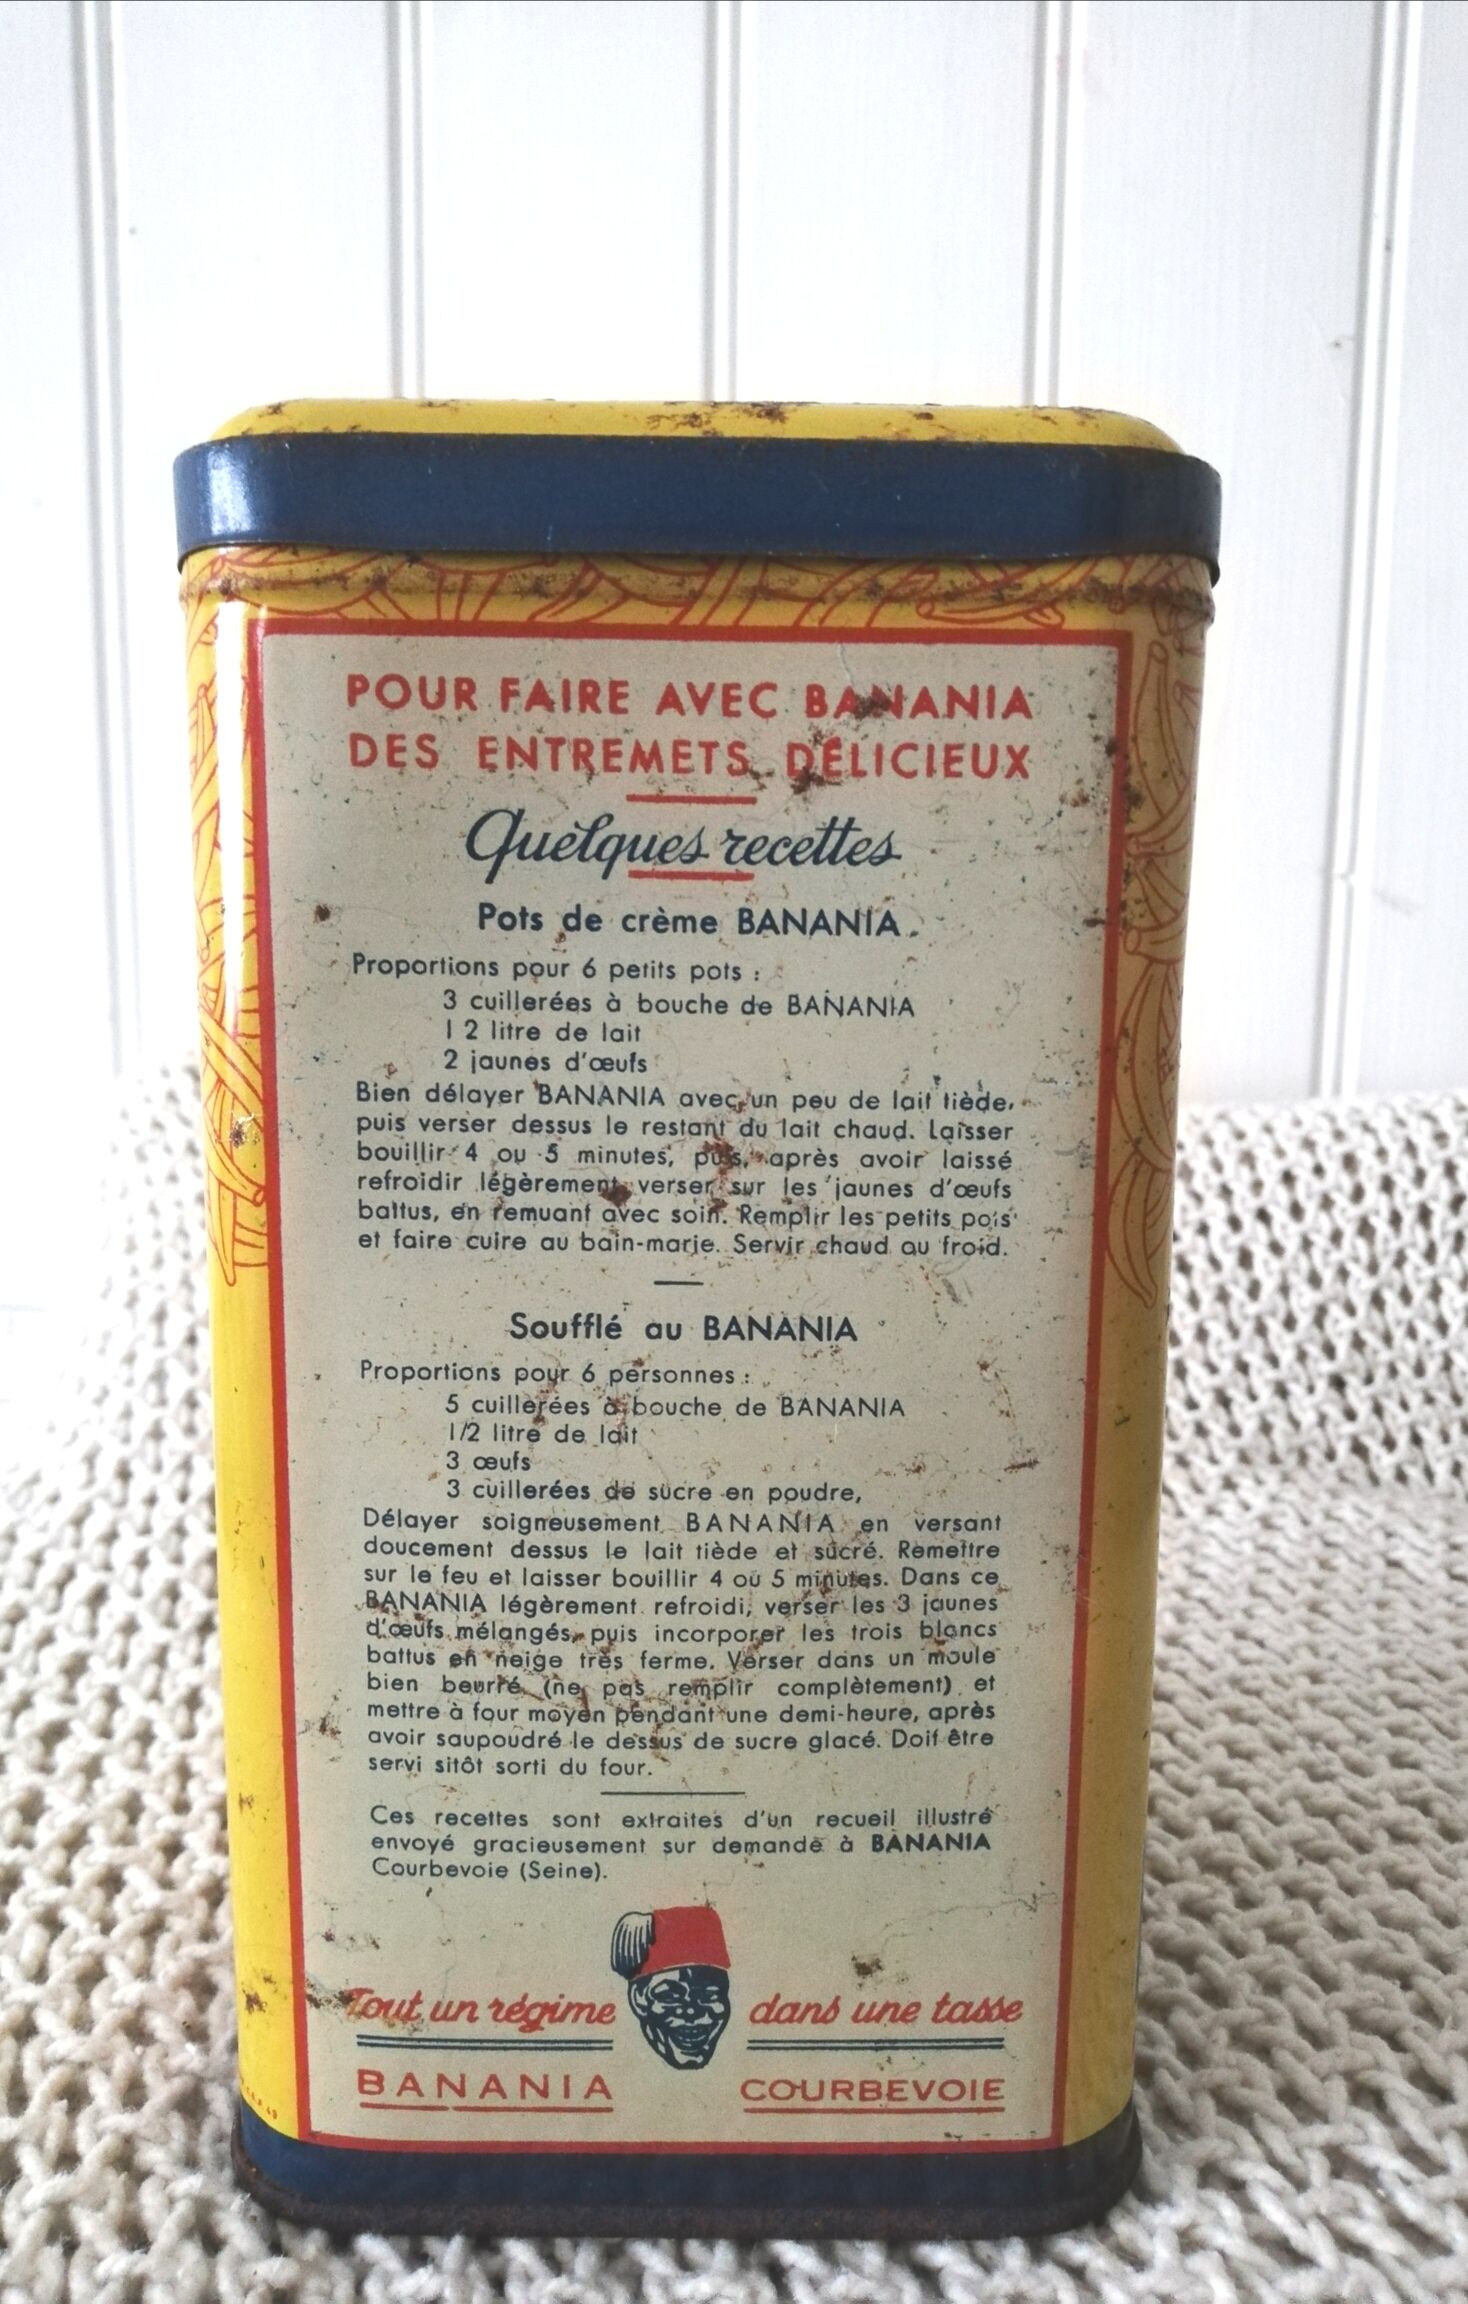 POUR FAIRE AVEC BANANIA
DES ENTREMETS DÉLICIEUX
Quelques recettes
Pots de crème BANANIA.
Proportions pour 6 petits pots :
3 cuillerées à bouche de BANANIA
1 2 litre de lait
2 jaunes d'œufs
Bien délayer BANANIA avec un peu de lait tiède,
puis verser dessus le restant du lait chaud. Laisser
bouillir 4 ou 5 minutes, puis, après avoir laissé
refroidir légèrement verser sur les jaunes d'œufs
battus, en remuant avec soin. Remplir les petits pots
et faire cuire au bain-marie. Servir chaud ou froid.
Soufflé au BANANIA
Proportions pour 6 personnes :
5 cuillerées à bouche de BANANIA
1/2 litre de lait
3 œufs
3 cuillerées de sucre en poudre,
Délayer soigneusement BANANIA en versant
doucement dessus le lait tiède et sucré. Remettre
sur le feu et laisser bouillir 4 ou 5 minutes. Dans ce
BANANIA légèrement refroidi, verser les 3 jaunes
d'œufs mélangés, puis incorporer les trois blancs
battus en neige très ferme. Verser dans un moule
bien beurré (ne pas remplir complètement) et
mettre à four moyen pendant une demi-heure, après
avoir saupoudré le dessus de sucre glacé. Doit être
servi sitôt sorti du four.
Ces recettes sont extraites d'un recueil illustré
envoyé gracieusement sur demande à BANANIA
Courbevoie (Seine).
Tout un régime dans une tasse
BANANIA COURBEVOIE